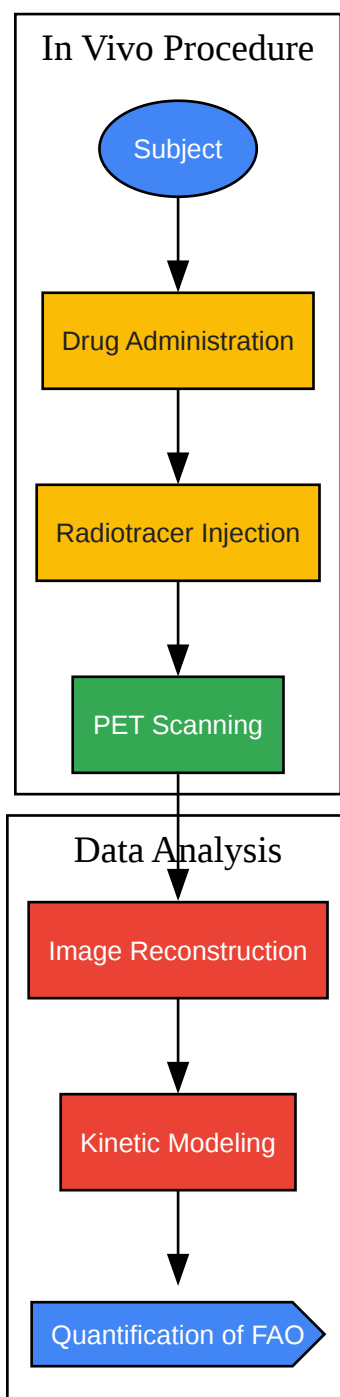 In Vivo Procedure
Subject
Drug Administration
Radiotracer Injection
PET Scanning
Data Analysis
Image Reconstruction
Kinetic Modeling
Quantification of FAO